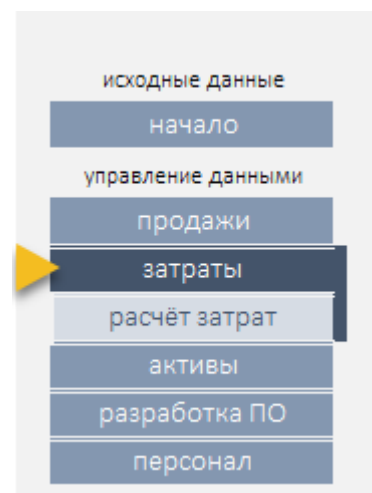 исходные данные
начало
управление данными
продажи
затраты
расчёт затрат
активы
разработка ПО
персонал